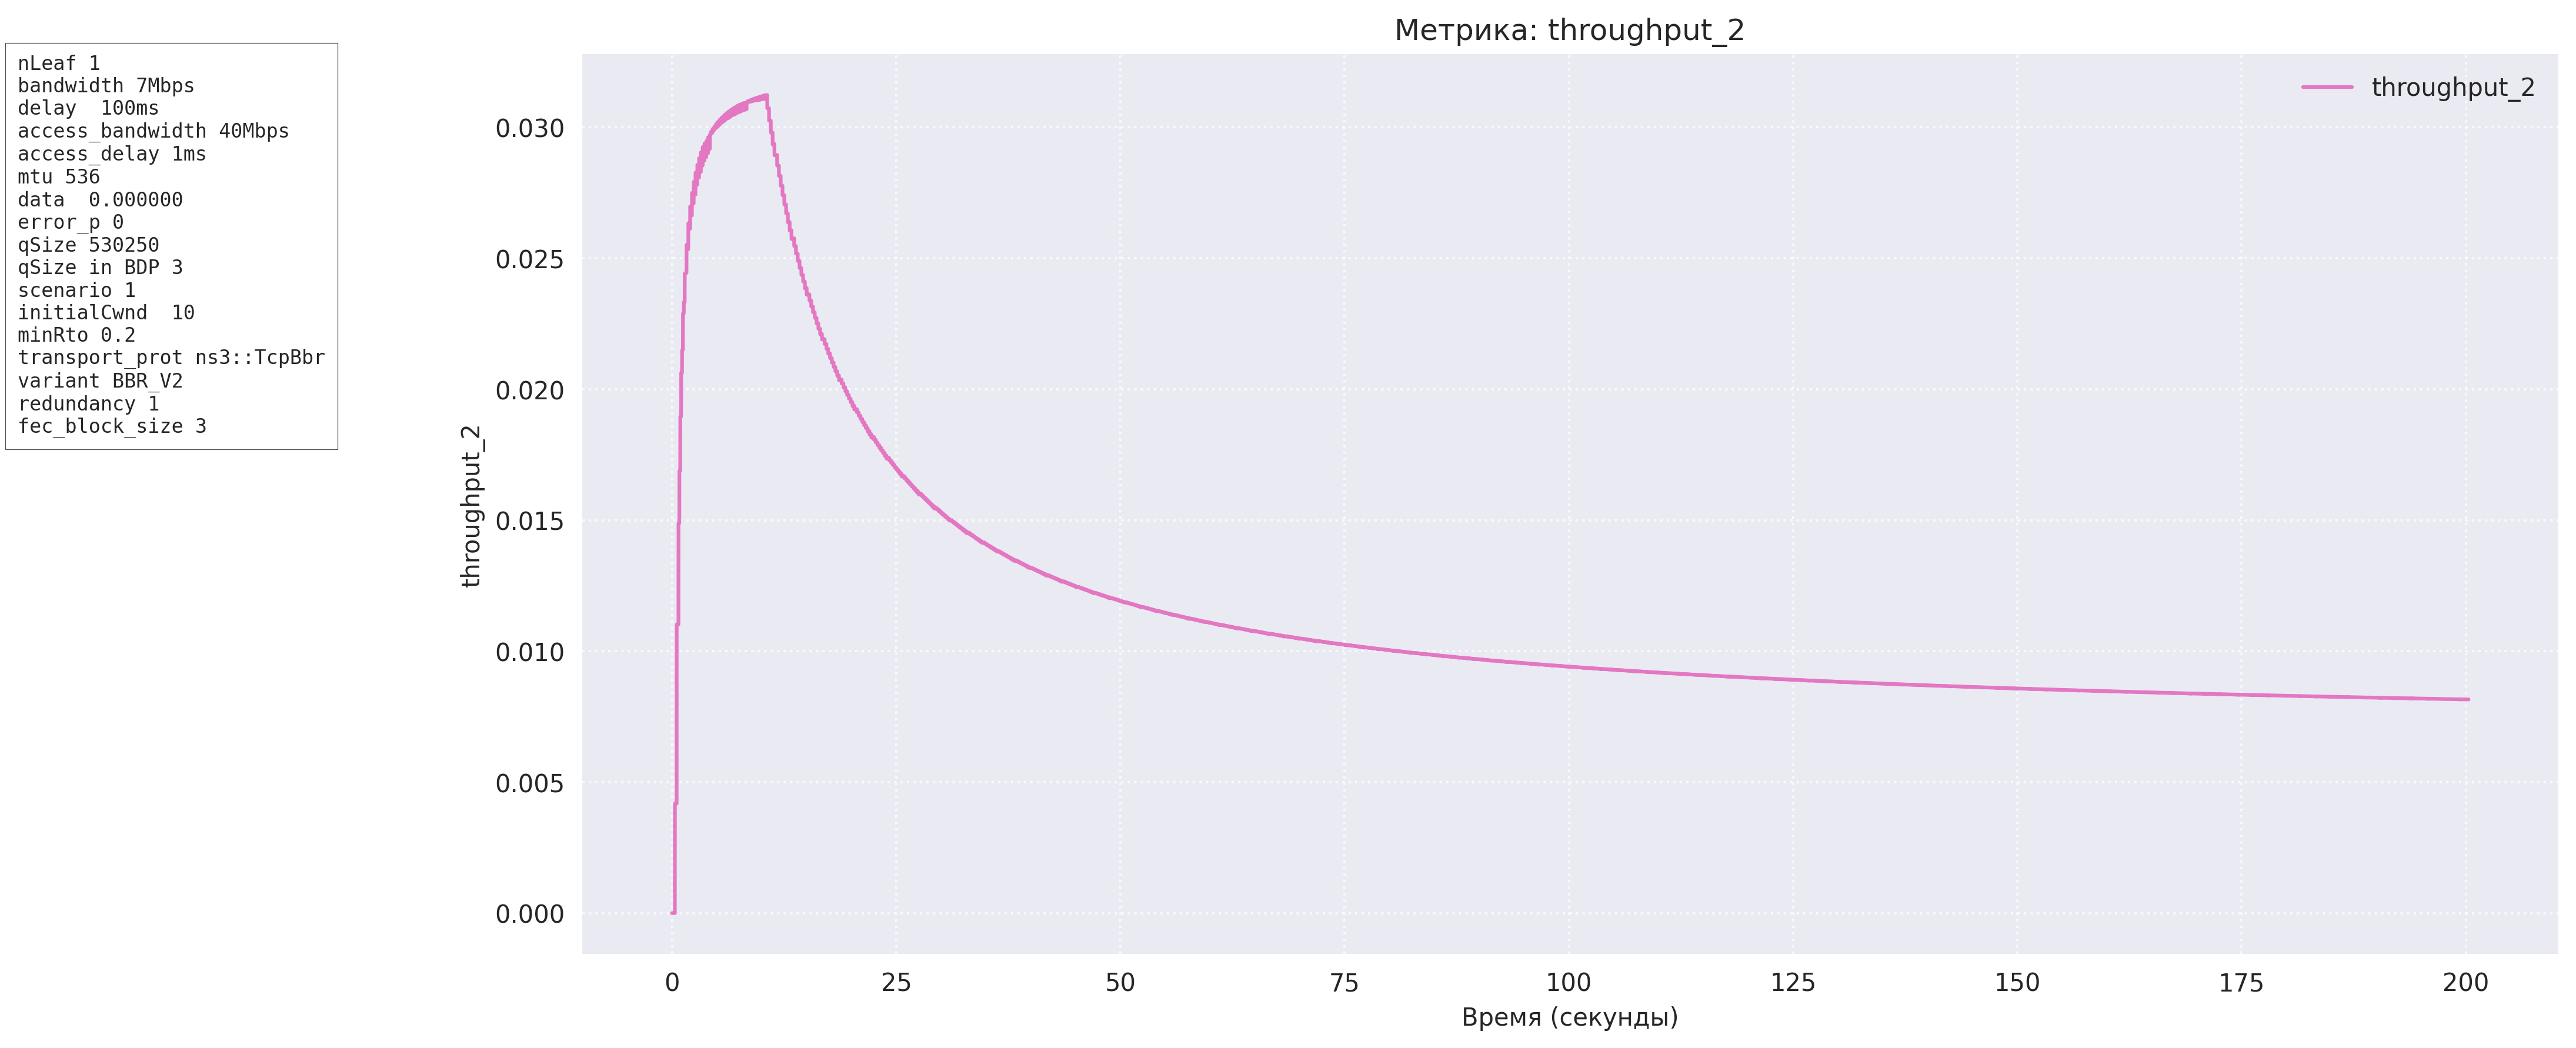 Метрика: throughput_2
nLeaf 1
bandwidth 7Mbps
delay  100ms
access_bandwidth 40Mbps
access_delay 1ms
mtu 536
data  0.000000
error_p 0
qSize 530250
qSize in BDP 3
scenario 1
initialCwnd  10
minRto 0.2
transport_prot ns3::TcpBbr
variant BBR_V2
redundancy 1
fec_block_size 3
throughput_2
throughput_2
0.030
0.025
0.020
0.015
0.010
0.005
0.000
0 25 50 75 100 125 150 175 200
Время (секунды)